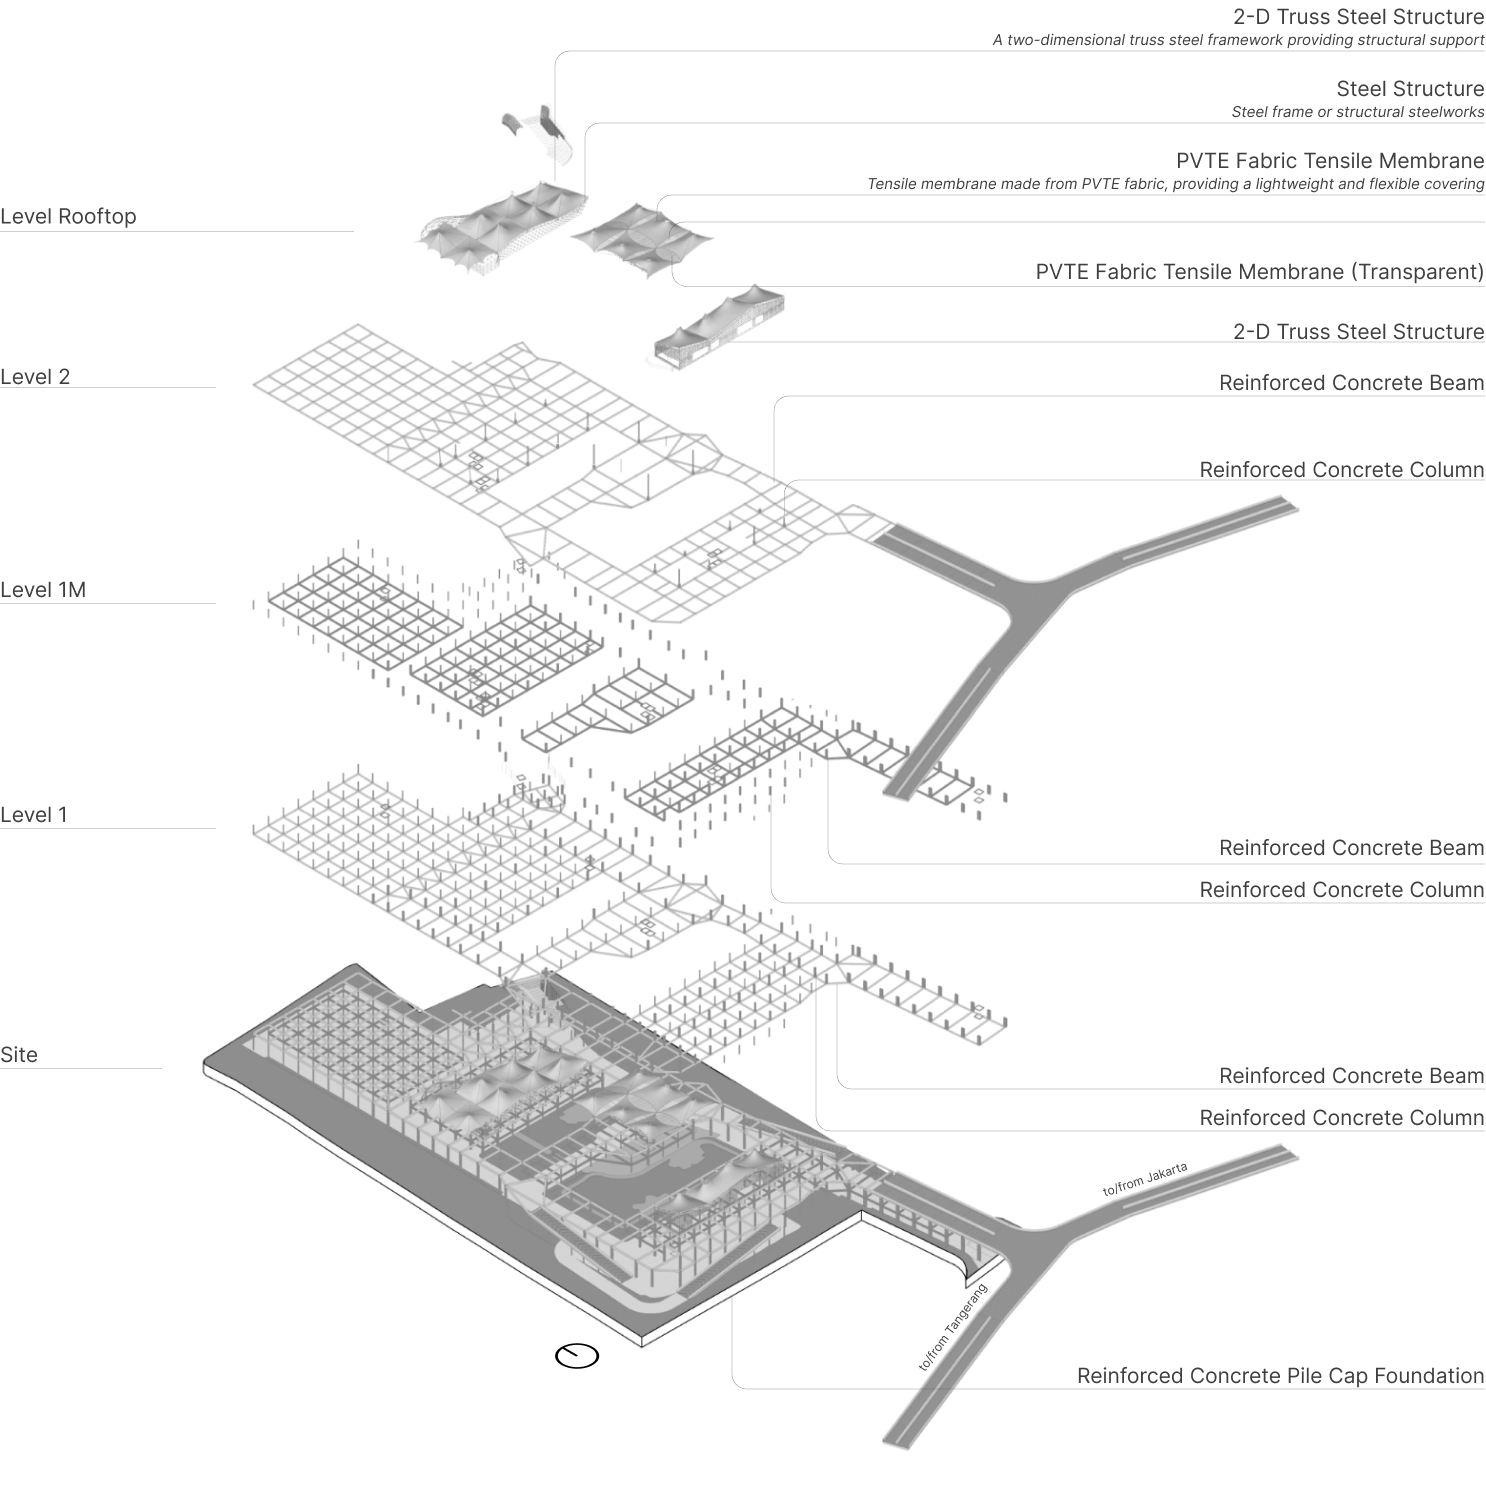 2-D Truss Steel Structure
A two-dimensional truss steel framework providing structural support
Steel Structure
Steel frame or structural steelworks
PVTE Fabric Tensile Membrane
Tensile membrane made from PVTE fabric, providing a lightweight and flexible covering
Level Rooftop
PVTE Fabric Tensile Membrane (Transparent)
2-D Truss Steel Structure
Level 2
Reinforced Concrete Beam
Reinforced Concrete Column
Level 1M
Level 1
Reinforced Concrete Beam
Reinforced Concrete Column
Site
Reinforced Concrete Beam
Reinforced Concrete Column
to/from Jakarta
to/from Tangerang
Reinforced Concrete Pile Cap Foundation